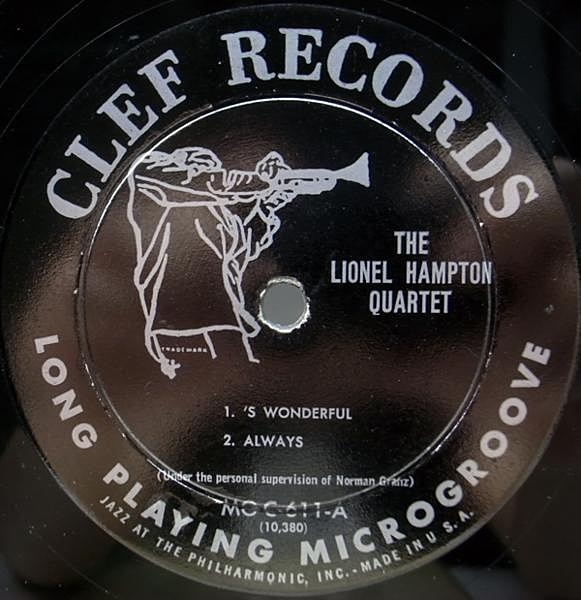 CLEF RECORDS
THE
LIONEL HAMPTON
QUARTET
TRADEMARK
1. 'S WONDERFUL
2. ALWAYS
(Under the personal supervision of Norman Granz)
MG C-611-A
(10,380)
LONG PLAYING MICROGROOVE
JAZZ AT THE PHILHARMONIC, INC. - MADE IN U.S.A.